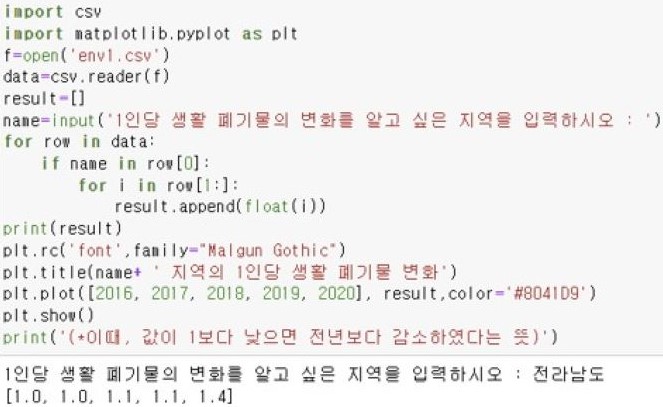 import csv
import matplotlib.pyplot as plt
f=open('env1.csv')
data=csv.reader(f)
result=[]
name=input('1인당 생활 폐기물의 변화를 알고 싶은 지역을 입력하시오 : ')
for row in data:
    if name in row[0]:
        for i in row[1:]:
            result.append(float(i))
print(result)
plt.rc('font',family="Malgun Gothic")
plt.title(name+ ' 지역의 1인당 생활 폐기물 변화')
plt.plot([2016, 2017, 2018, 2019, 2020], result,color='#8041D9')
plt.show()
print('(*이때, 값이 1보다 낮으면 전년보다 감소하였다는 뜻)')
1인당 생활 폐기물의 변화를 알고 싶은 지역을 입력하시오 : 전라남도
[1.0, 1.0, 1.1, 1.1, 1.4]